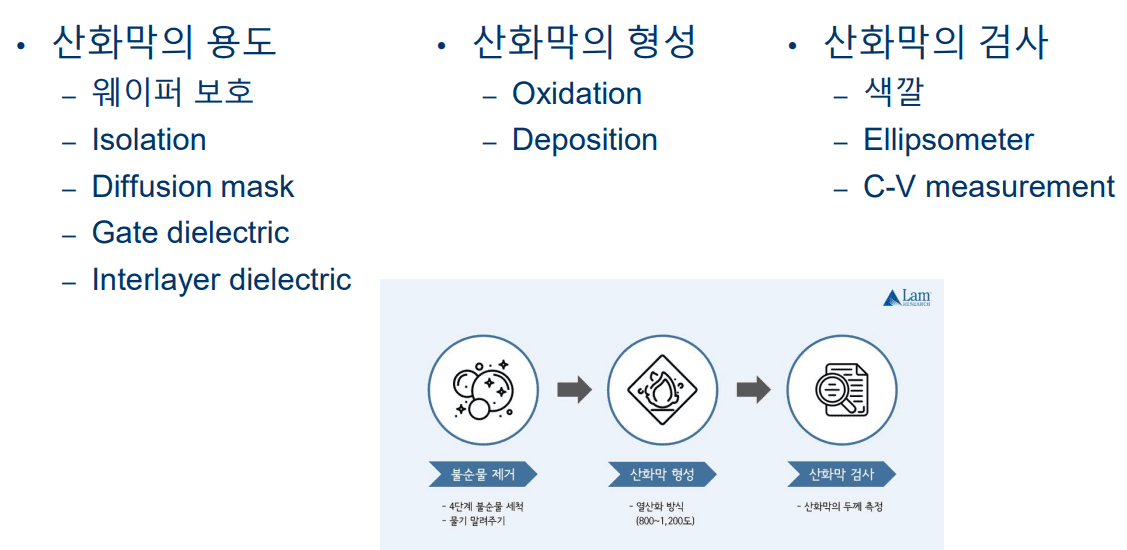 • 산화막의 용도
– 웨이퍼 보호
– Isolation
– Diffusion mask
– Gate dielectric
– Interlayer dielectric
• 산화막의 형성
– Oxidation
– Deposition
• 산화막의 검사
– 색깔
– Ellipsometer
– C-V measurement
Lam
RESEARCH
불순물 제거
- 4단계 불순물 세척
- 물기 말려주기
산화막 형성
- 열산화 방식
(800~1,200도)
산화막 검사
- 산화막의 두께 측정